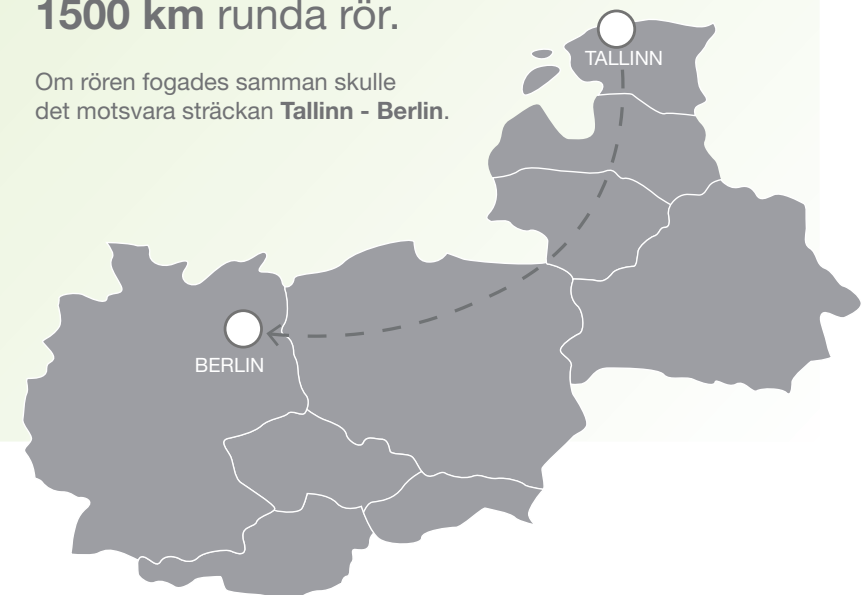 1500 km runda rör.
Om rören fogades samman skulle
det motsvara sträckan Tallinn - Berlin.
TALLINN
BERLIN